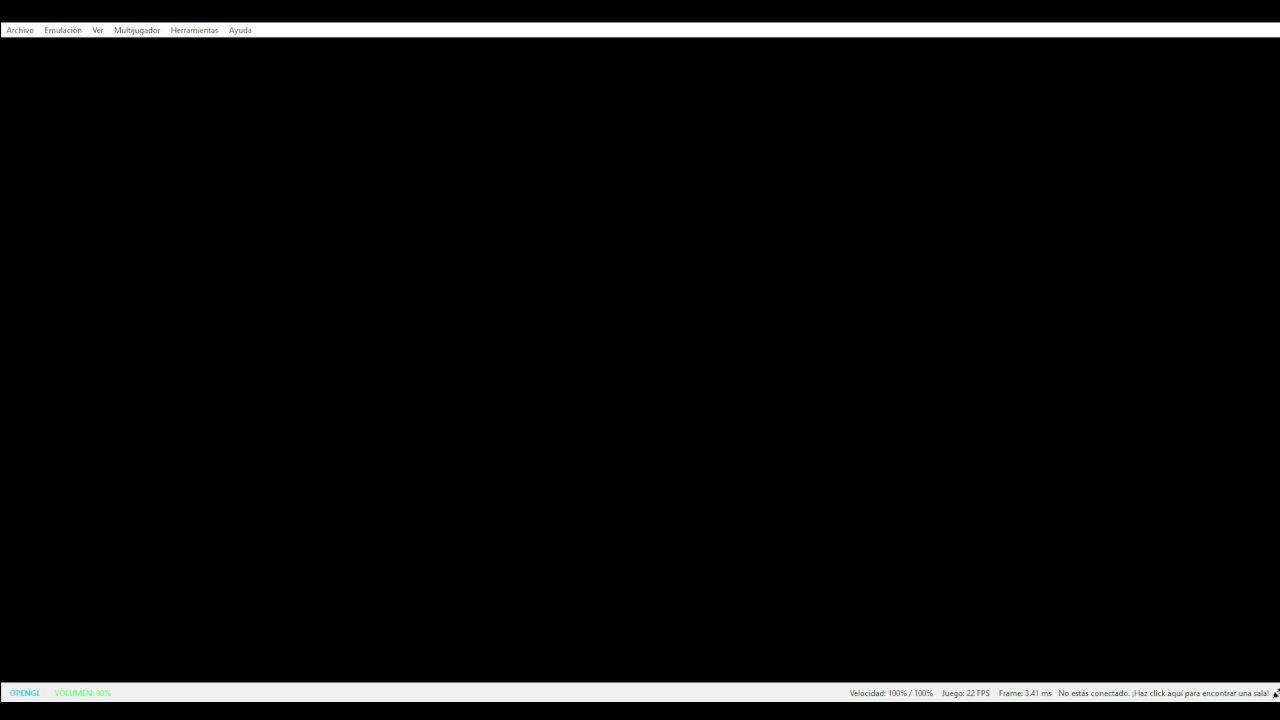 Archivo Emulación Ver Multijugador Herramientas Ayuda
OPENGL VOLUMEN: 80% Velocidad: 100% / 100% Juego: 22 FPS Frame: 3.41 ms No estás conectado. ¡Haz click aquí para encontrar una sala!